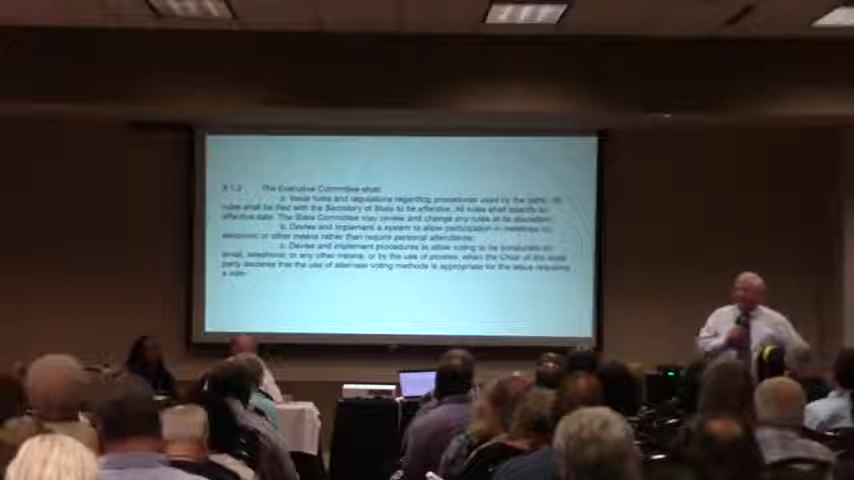 The Executive Committee shall:
a. Issue rules and regulations regarding procedures used by the party. All
rules shall be filed with the Secretary of State to be effective. All rules shall specify an
effective date. The State Committee may review and change any rules at its discretion.
b. Devise and implement a system to allow participation in meetings by
electronic or other means rather than require personal attendance.
c. Devise and implement procedures to allow voting to be conducted by
email, telephonic or any other means, or by the use of proxies, when the Chair of the state
party declares that the use of alternate voting methods is appropriate for the issue requiring
a vote.